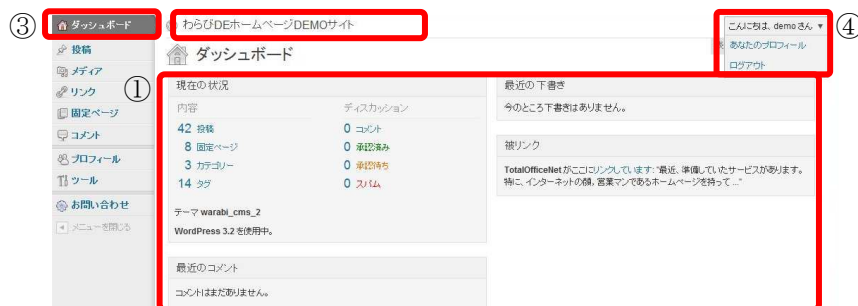 ③
ダッシュボード
わらびDEホームページDEMOサイト
こんにちは、demoさん ▼
④
あなたのプロフィール
ログアウト
投稿
メディア
リンク
固定ページ
コメント
プロフィール
ツール
お問い合わせ
メニューを閉じる
ダッシュボード
①
現在の状況
内容
ディスカッション
42 投稿
0 コメント
8 固定ページ
0 承認済み
3 カテゴリー
0 承認待ち
14 タグ
0 スパム
テーマ warabi_cms_2
WordPress 3.2 を使用中。
最近のコメント
コメントはまだありません。
最近の下書き
今のところ下書きはありません。
被リンク
TotalOfficeNet がここにリンクしています: "最近、準備していたサービスがあります。
特に、インターネットの顔，営業マンであるホームページを持って ..."